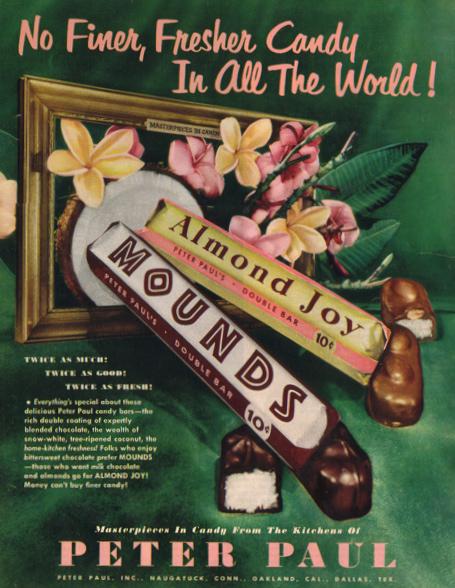 No Finer, Fresher Candy
In All The World!
MASTERPIECES IN CANDY
Almond Joy
PETER PAUL'S • DOUBLE BAR
10¢
MOUNDS
PETER PAUL'S • DOUBLE BAR
10¢
TWICE AS MUCH!
TWICE AS GOOD!
TWICE AS FRESH!
★ Everything's special about these
delicious Peter Paul candy bars—the
rich double coating of expertly
blended chocolate, the wealth of
snow-white, tree-ripened coconut, the
home-kitchen freshness! Folks who enjoy
bittersweet chocolate prefer MOUNDS
—those who want milk chocolate
and almonds go for ALMOND JOY!
Money can't buy finer candy!
Masterpieces In Candy From The Kitchens Of
PETER PAUL
PETER PAUL, INC., NAUGATUCK, CONN., OAKLAND, CAL., DALLAS, TEX.